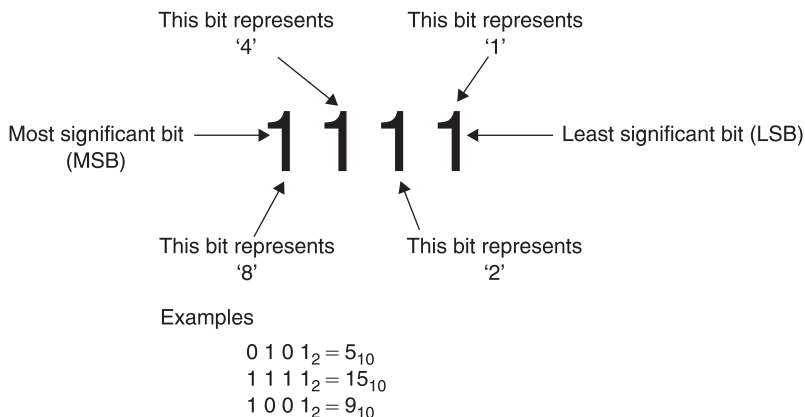 This bit represents
‘4’
This bit represents
‘1’
Most significant bit
(MSB)
1 1 1 1
Least significant bit (LSB)
This bit represents
‘8’
This bit represents
‘2’
Examples
0 1 0 1₂ = 5₁₀
1 1 1 1₂ = 15₁₀
1 0 0 1₂ = 9₁₀